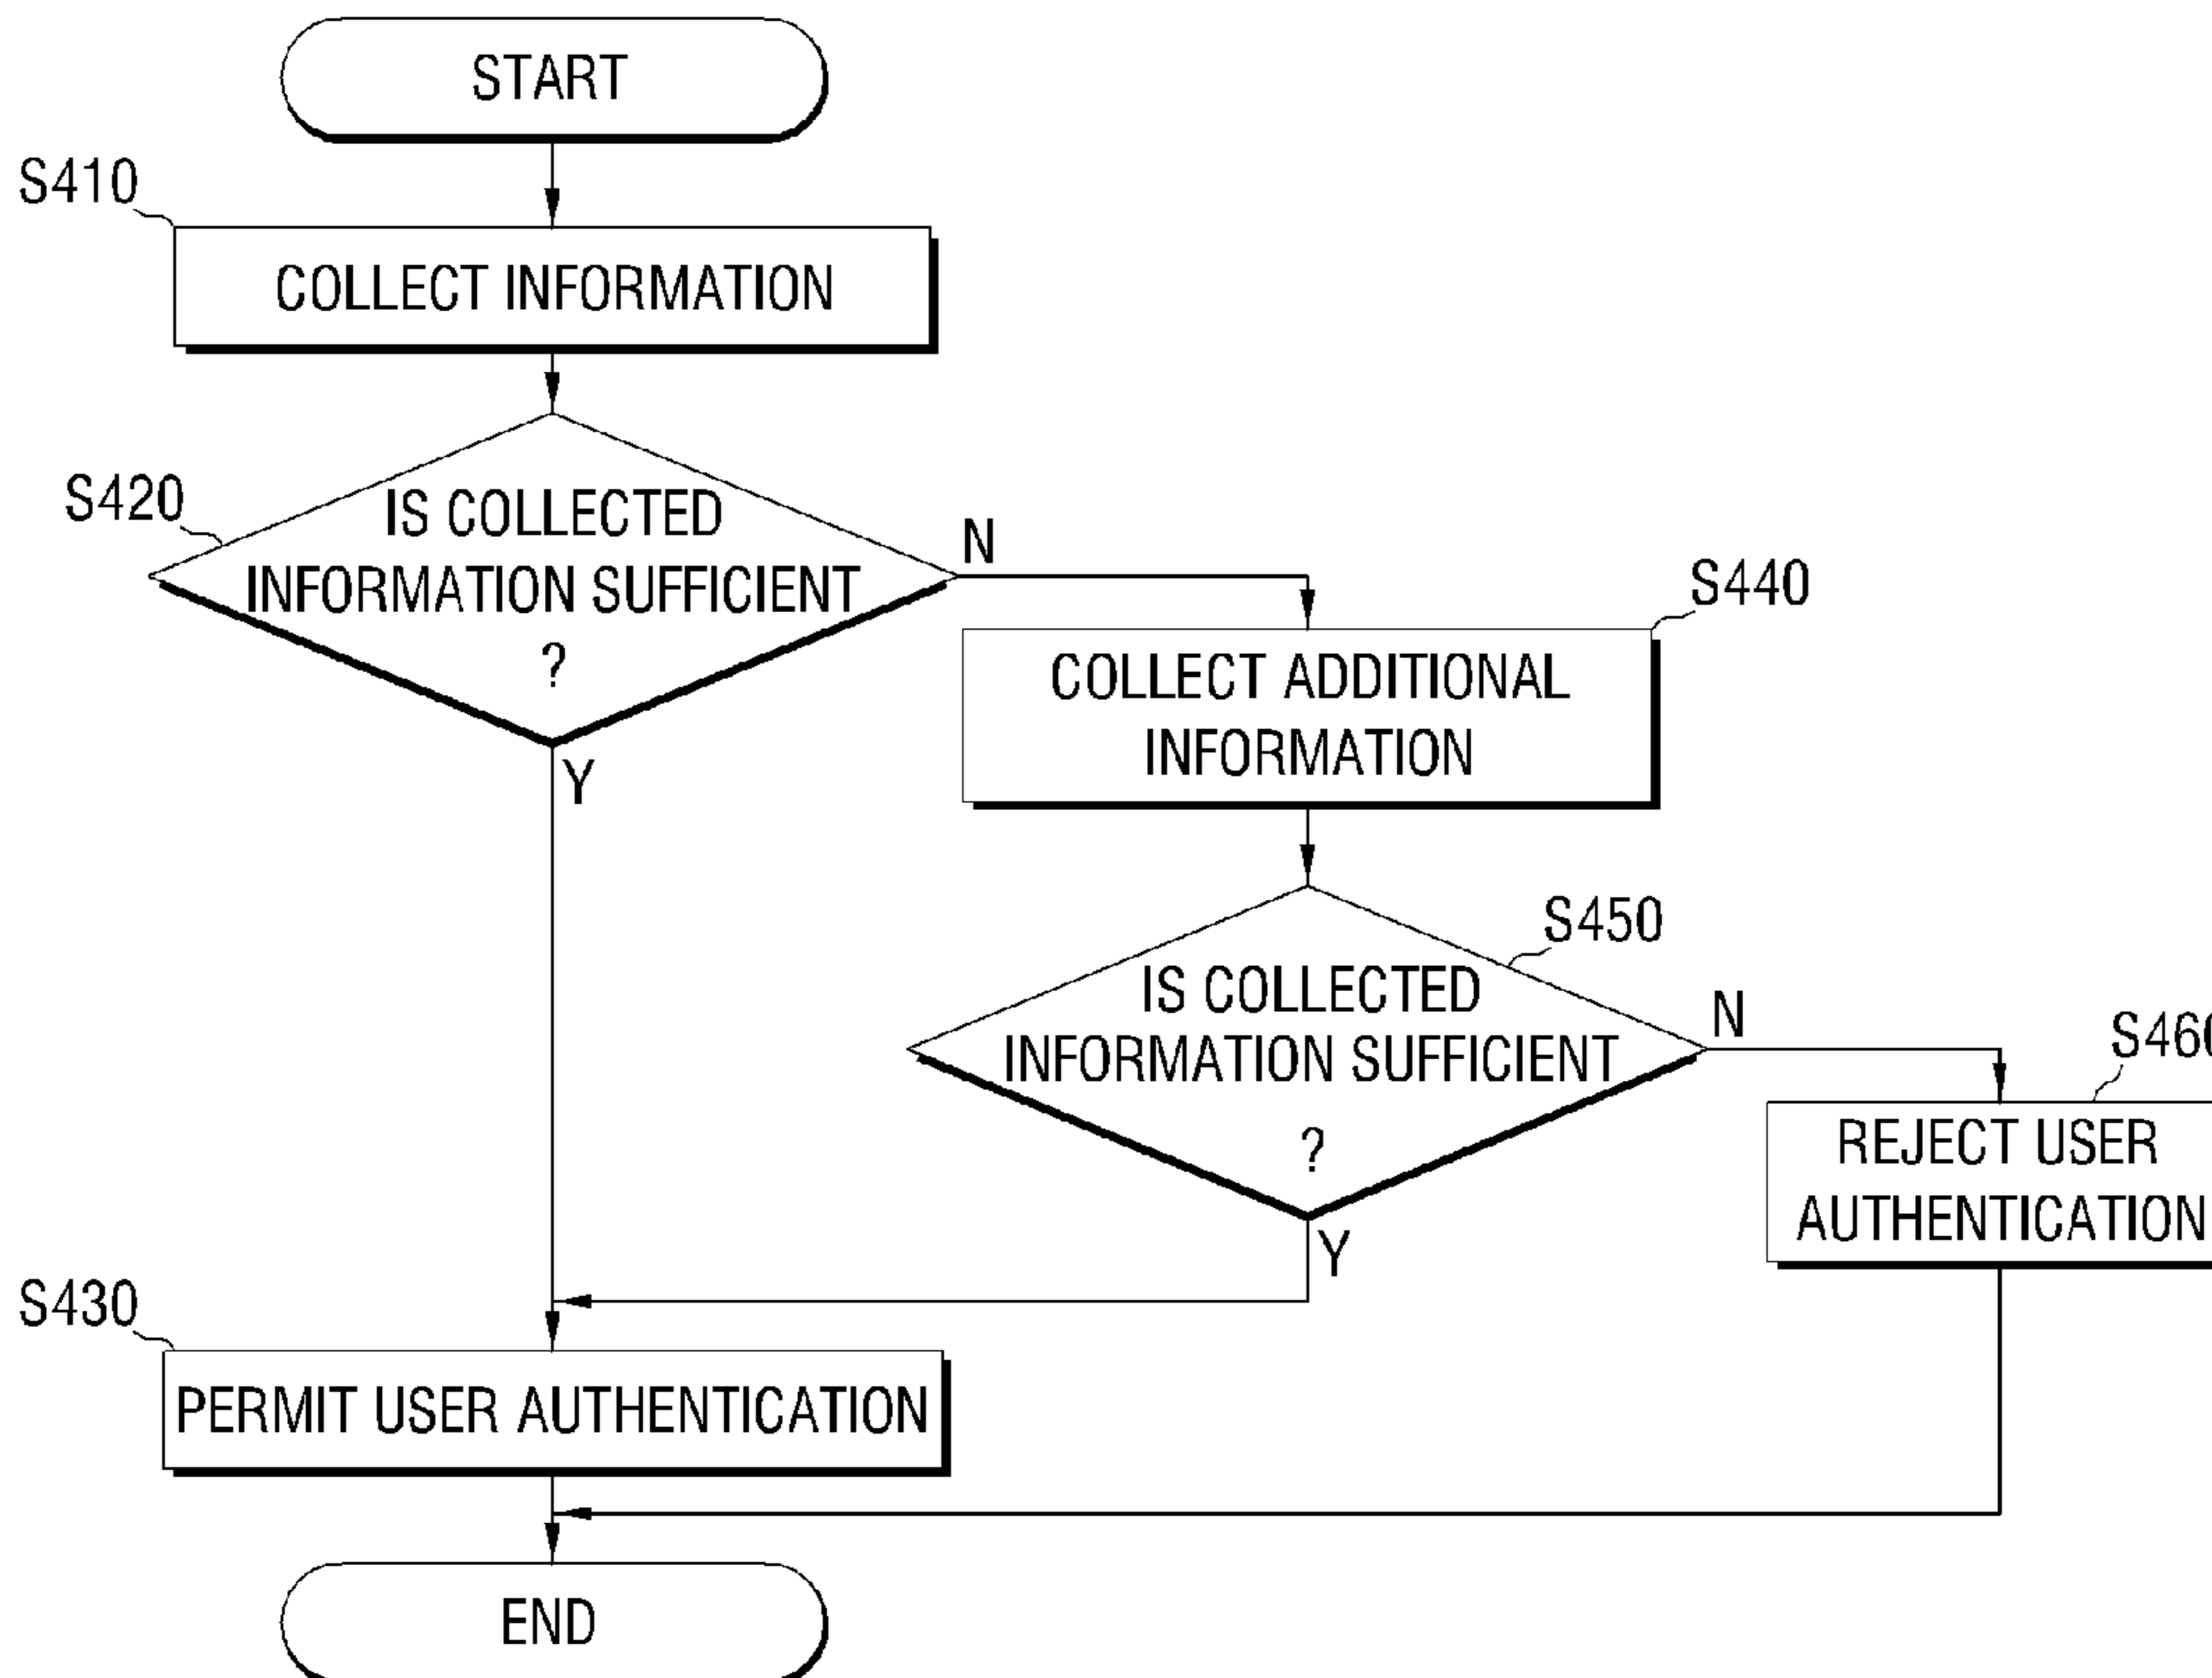 START
S410
COLLECT INFORMATION
S420
IS COLLECTED
INFORMATION SUFFICIENT
?
N
Y
S440
COLLECT ADDITIONAL
INFORMATION
S450
IS COLLECTED
INFORMATION SUFFICIENT
?
N
Y
S460
REJECT USER
AUTHENTICATION
S430
PERMIT USER AUTHENTICATION
END